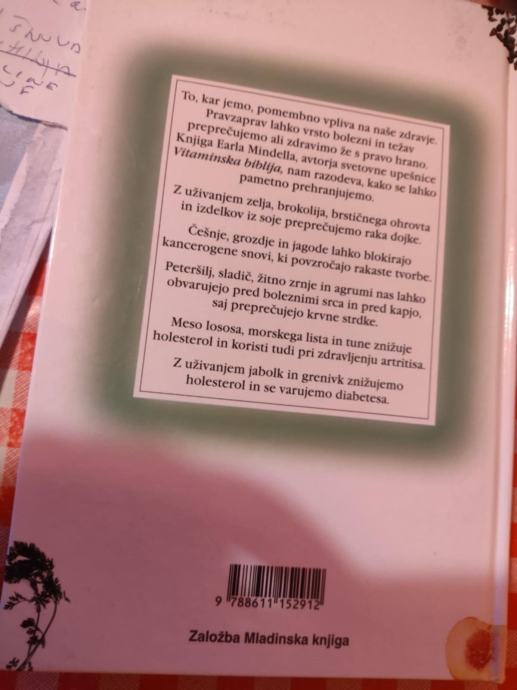 To, kar jemo, pomembno vpliva na naše zdravje.
Pravzaprav lahko vrsto bolezni in težav
preprečujemo ali zdravimo že s pravo hrano.
Knjiga Earla Mindella, avtorja svetovne upešnice
Vitaminska biblija, nam razodeva, kako se lahko
pametno prehranjujemo.
Z uživanjem zelja, brokolija, brstičnega ohrovta
in izdelkov iz soje preprečujemo raka dojke.
Češnje, grozdje in jagode lahko blokirajo
kancerogene snovi, ki povzročajo rakaste tvorbe.
Peteršilj, sladič, žitno zrnje in agrumi nas lahko
obvarujejo pred boleznimi srca in pred kapjo,
saj preprečujejo krvne strdke.
Meso lososa, morskega lista in tune znižuje
holesterol in koristi tudi pri zdravljenju artritisa.
Z uživanjem jabolk in grenivk znižujemo
holesterol in se varujemo diabetesa.
9 788611 152912
Založba Mladinska knjiga